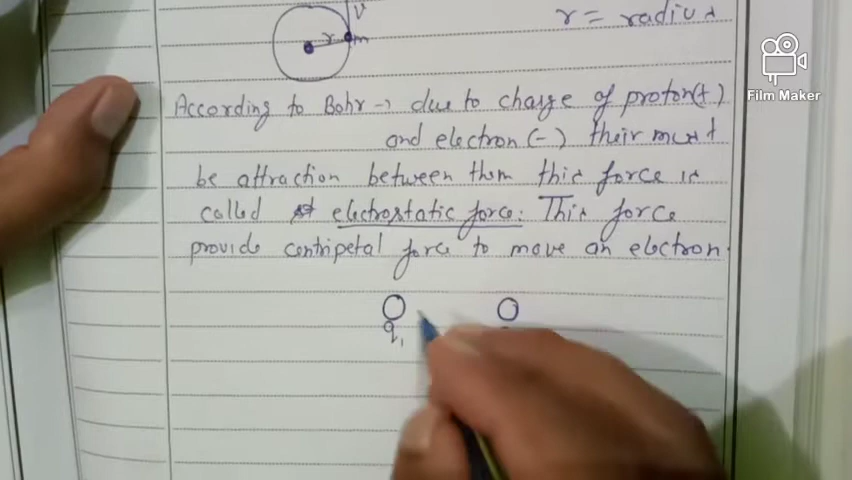 V
r = radius
r m
Film Maker
According to Bohr → due to charge of proton(+)
and electron (-) their must
be attraction between them this force is
called electrostatic force: This force
provide centripetal force to move an electron.
q₁